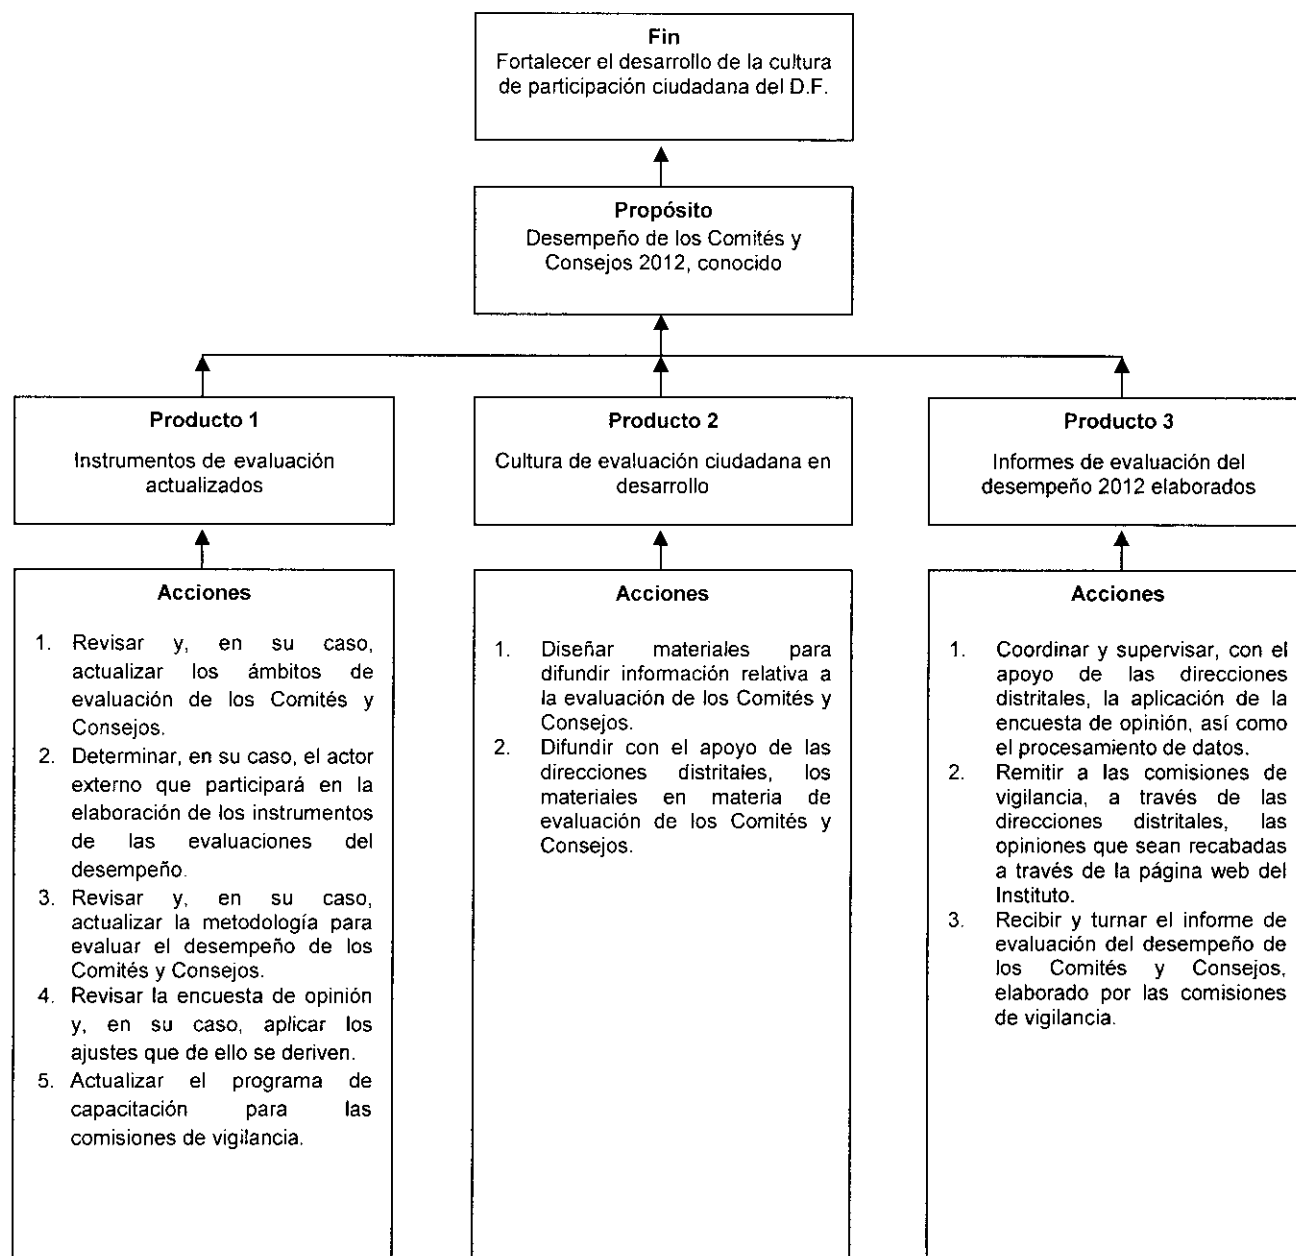 Fin
Fortalecer el desarrollo de la cultura
de participación ciudadana del D.F.
Propósito
Desempeño de los Comités y
Consejos 2012, conocido
Producto 1
Instrumentos de evaluación
actualizados
Producto 2
Cultura de evaluación ciudadana en
desarrollo
Producto 3
Informes de evaluación del
desempeño 2012 elaborados
Acciones
1. Revisar y, en su caso,
actualizar los ámbitos de
evaluación de los Comités y
Consejos.
2. Determinar, en su caso, el actor
externo que participará en la
elaboración de los instrumentos
de las evaluaciones del
desempeño.
3. Revisar y, en su caso,
actualizar la metodología para
evaluar el desempeño de los
Comités y Consejos.
4. Revisar la encuesta de opinión
y, en su caso, aplicar los
ajustes que de ello se deriven.
5. Actualizar el programa de
capacitación para las
comisiones de vigilancia.
Acciones
1. Diseñar materiales para
difundir información relativa a
la evaluación de los Comités y
Consejos.
2. Difundir con el apoyo de las
direcciones distritales, los
materiales en materia de
evaluación de los Comités y
Consejos.
Acciones
1. Coordinar y supervisar, con el
apoyo de las direcciones
distritales, la aplicación de la
encuesta de opinión, así como
el procesamiento de datos.
2. Remitir a las comisiones de
vigilancia, a través de las
direcciones distritales, las
opiniones que sean recabadas
a través de la página web del
Instituto.
3. Recibir y turnar el informe de
evaluación del desempeño de
los Comités y Consejos,
elaborado por las comisiones
de vigilancia.